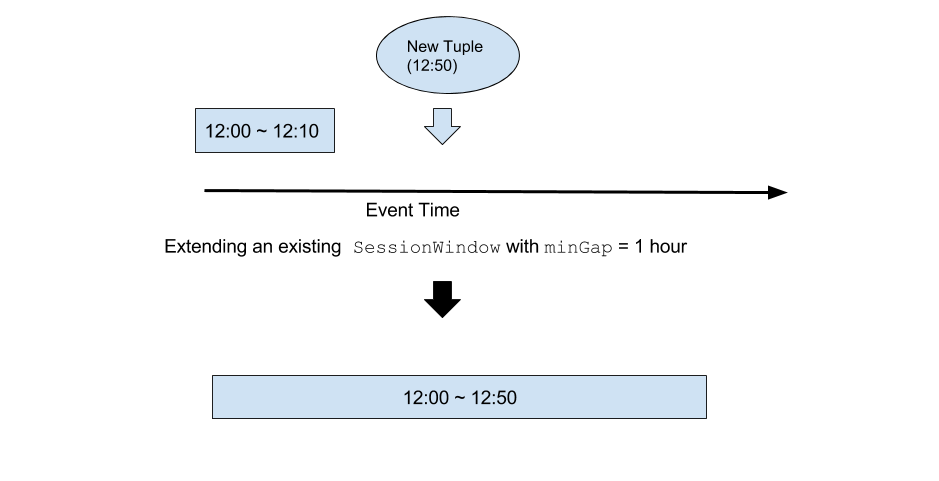 New Tuple
(12:50)
12:00 ~ 12:10
Event Time
Extending an existing SessionWindow with minGap = 1 hour
12:00 ~ 12:50